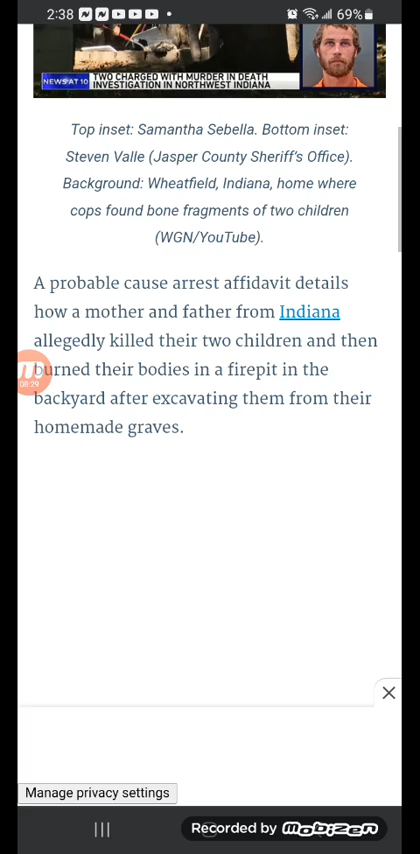 2:38
69%
NEWS AT 10
TWO CHARGED WITH MURDER IN DEATH
INVESTIGATION IN NORTHWEST INDIANA
Top inset: Samantha Sebella. Bottom inset:
Steven Valle (Jasper County Sheriff's Office).
Background: Wheatfield, Indiana, home where
cops found bone fragments of two children
(WGN/YouTube).
A probable cause arrest affidavit details
how a mother and father from Indiana
allegedly killed their two children and then
burned their bodies in a firepit in the
08:29
backyard after excavating them from their
homemade graves.
Manage privacy settings
Recorded by mobizen